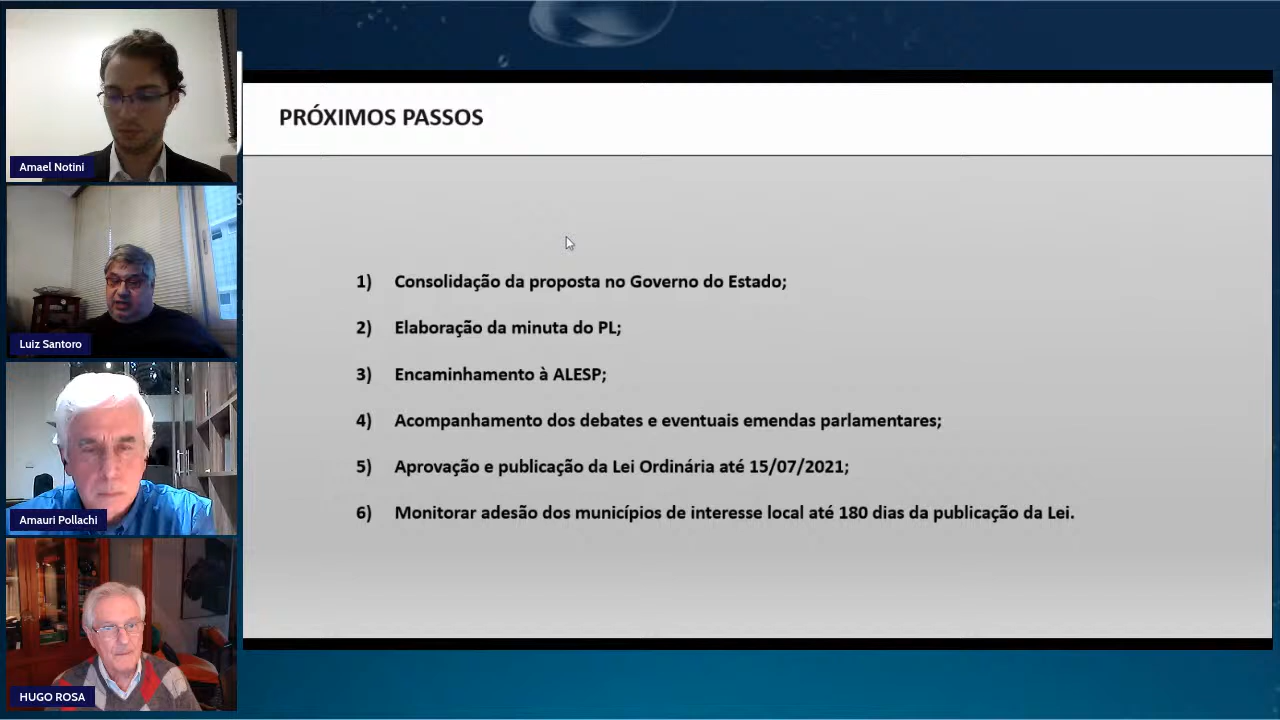 PRÓXIMOS PASSOS
1) Consolidação da proposta no Governo do Estado;
2) Elaboração da minuta do PL;
3) Encaminhamento à ALESP;
4) Acompanhamento dos debates e eventuais emendas parlamentares;
5) Aprovação e publicação da Lei Ordinária até 15/07/2021;
6) Monitorar adesão dos municípios de interesse local até 180 dias da publicação da Lei.
Amael Notini
Luiz Santoro
Amauri Pollachi
HUGO ROSA